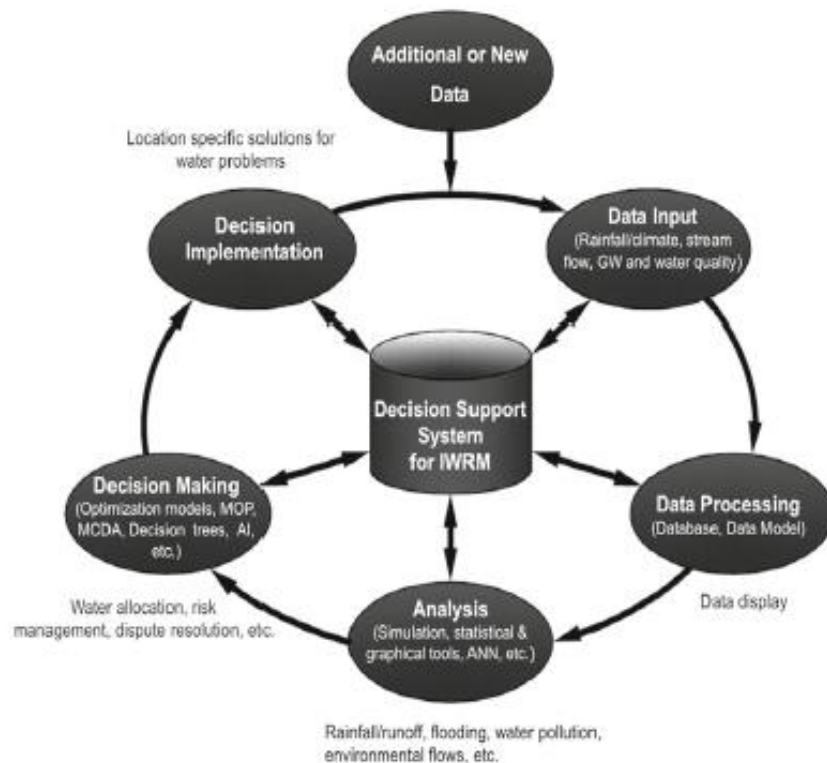 Additional or New
Data
Location specific solutions for
water problems
Decision
Implementation
Data Input
(Rainfall/climate, stream
flow, GW and water quality)
Decision Support
System
for IWRM
Decision Making
(Optimization models, MOP,
MCDA, Decision trees, AI,
etc.)
Data Processing
(Database, Data Model)
Water allocation, risk
management, dispute resolution, etc.
Analysis
(Simulation, statistical &
graphical tools, ANN, etc.)
Data display
Rainfall/runoff, flooding, water pollution,
environmental flows, etc.